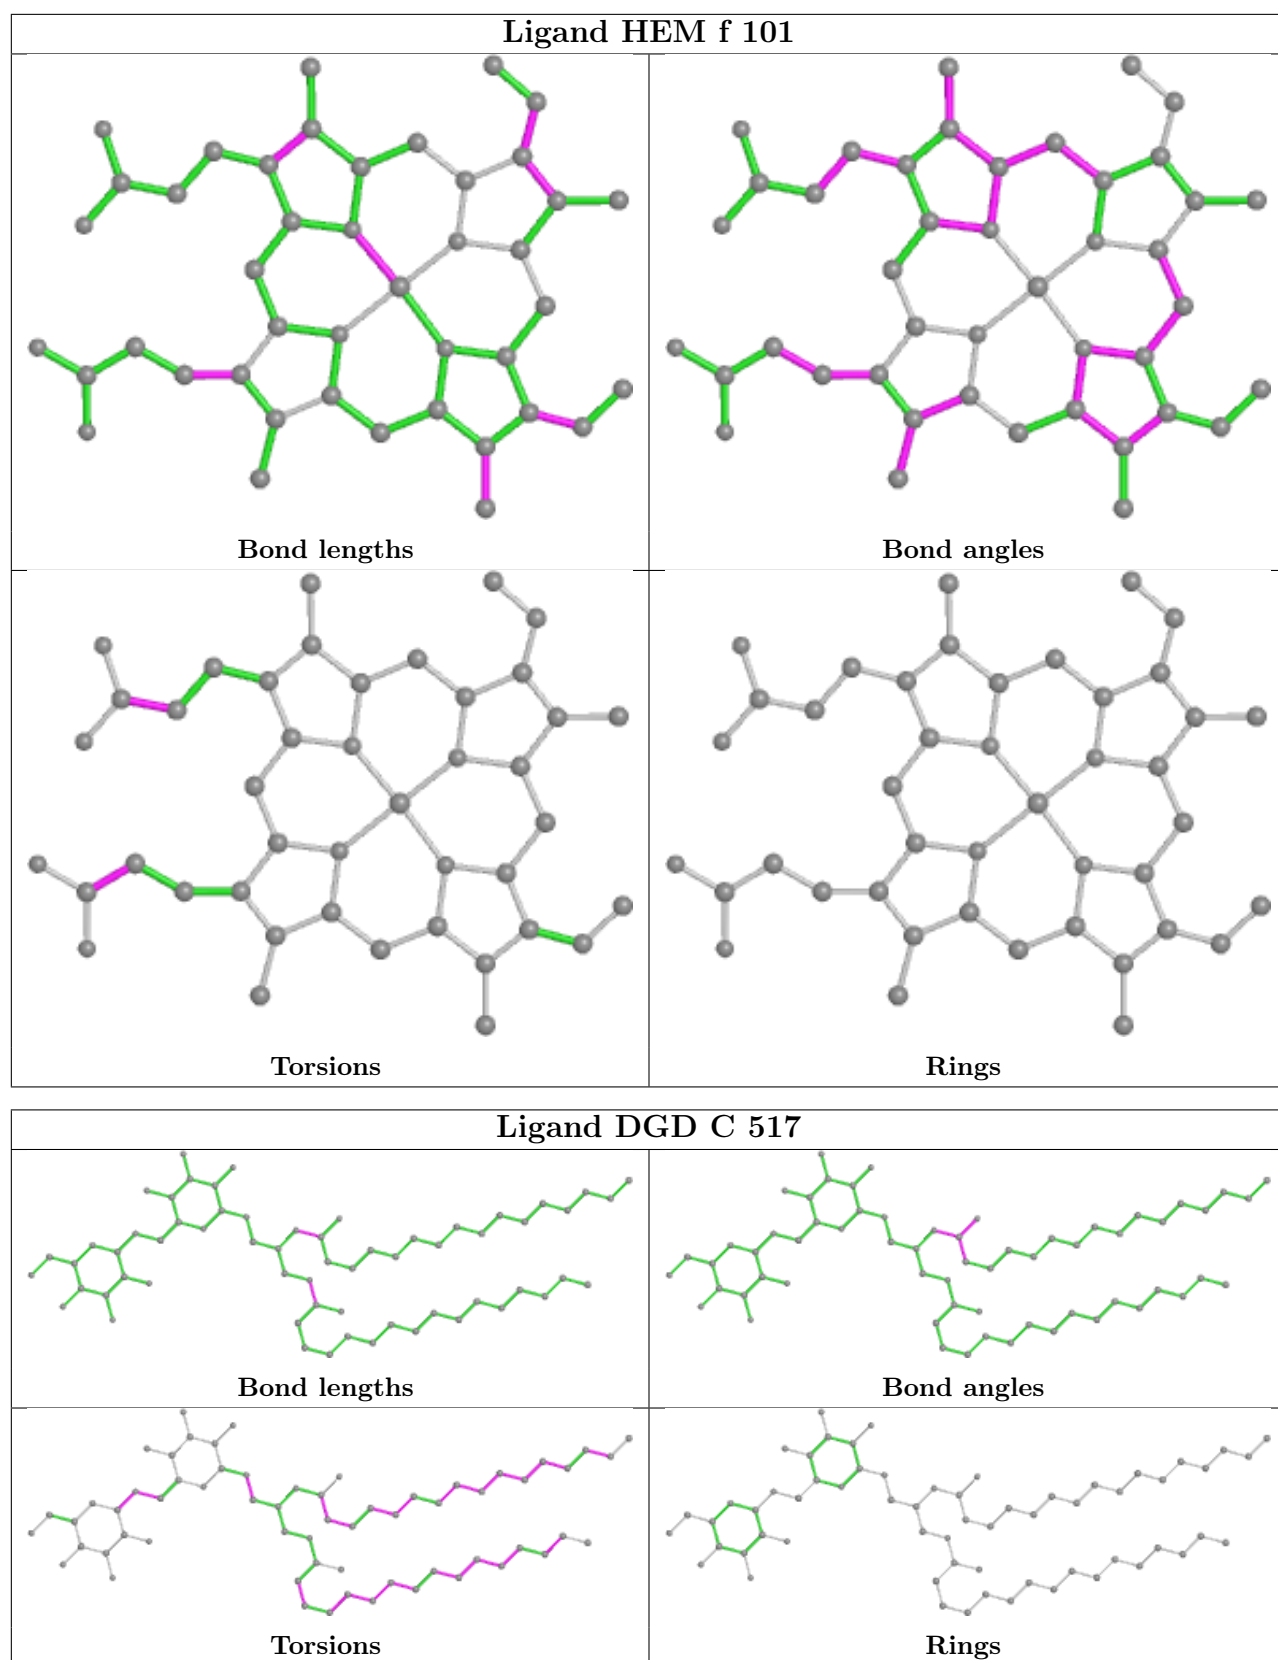 Ligand HEM f 101
Bond lengths
Bond angles
Torsions
Rings
Ligand DGD C 517
Bond lengths
Bond angles
Torsions
Rings